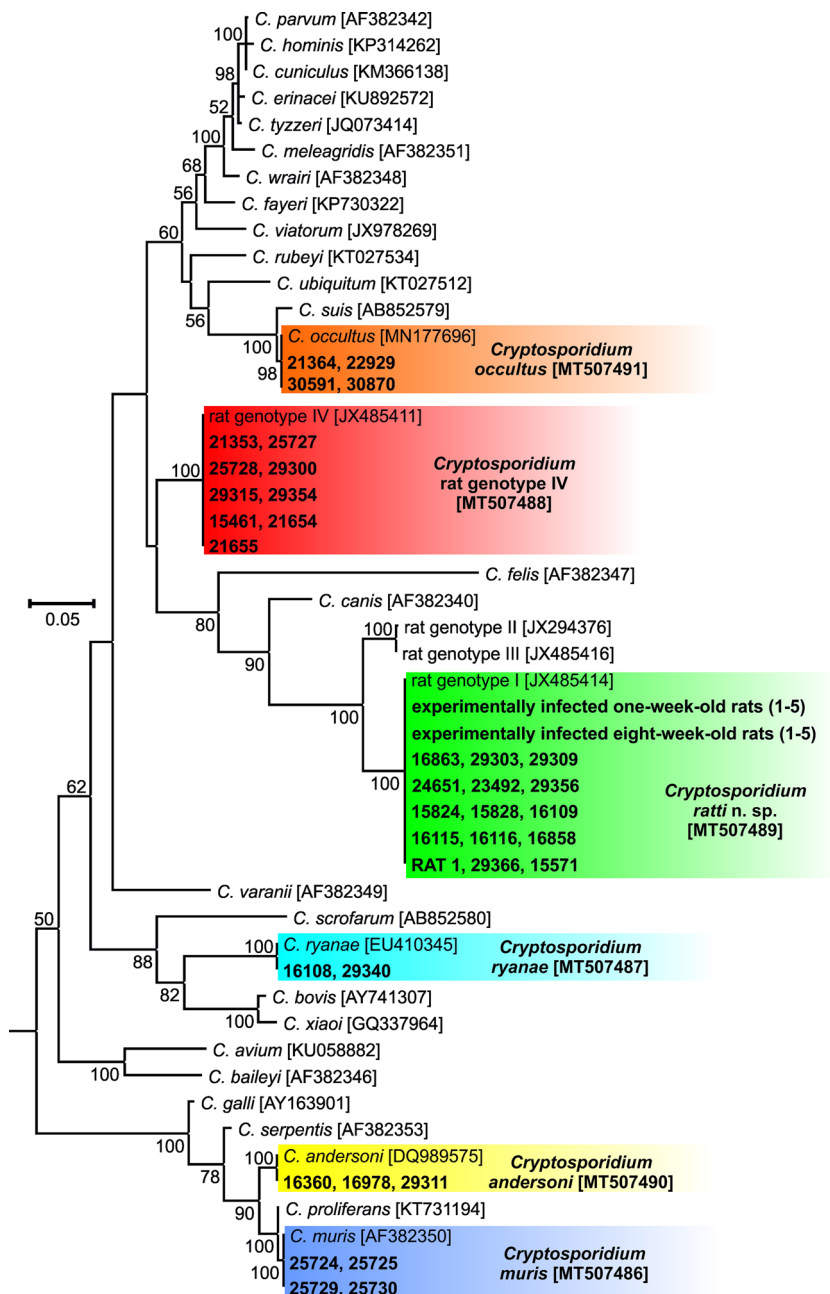 C. parvum [AF382342]
100
C. hominis [KP314262]
C. cuniculus [KM366138]
98
C. erinacei [KU892572]
52
C. tyzzeri [JQ073414]
100
C. meleagridis [AF382351]
68
C. wrairi [AF382348]
56
C. fayeri [KP730322]
60
C. viatorum [JX978269]
C. rubeyi [KT027534]
C. ubiquitum [KT027512]
56
C. suis [AB852579]
100
C. occultus [MN177696]
98
21364, 22929
30591, 30870
Cryptosporidium
occultus [MT507491]
rat genotype IV [JX485411]
21353, 25727
100
25728, 29300
29315, 29354
15461, 21654
21655
Cryptosporidium
rat genotype IV
[MT507488]
C. felis [AF382347]
0.05
80
C. canis [AF382340]
90
100
rat genotype II [JX294376]
rat genotype III [JX485416]
100
rat genotype I [JX485414]
experimentally infected one-week-old rats (1-5)
experimentally infected eight-week-old rats (1-5)
16863, 29303, 29309
100
24651, 23492, 29356
15824, 15828, 16109
16115, 16116, 16858
RAT 1, 29366, 15571
Cryptosporidium
ratti n. sp.
[MT507489]
62
C. varanii [AF382349]
50
C. scrofarum [AB852580]
88
100
C. ryanae [EU410345]
16108, 29340
Cryptosporidium
ryanae [MT507487]
82
C. bovis [AY741307]
100
C. xiaoi [GQ337964]
C. avium [KU058882]
100
C. baileyi [AF382346]
C. galli [AY163901]
100
C. serpentis [AF382353]
78
100
C. andersoni [DQ989575]
16360, 16978, 29311
Cryptosporidium
andersoni [MT507490]
90
C. proliferans [KT731194]
100
C. muris [AF382350]
100
25724, 25725
25729, 25730
Cryptosporidium
muris [MT507486]